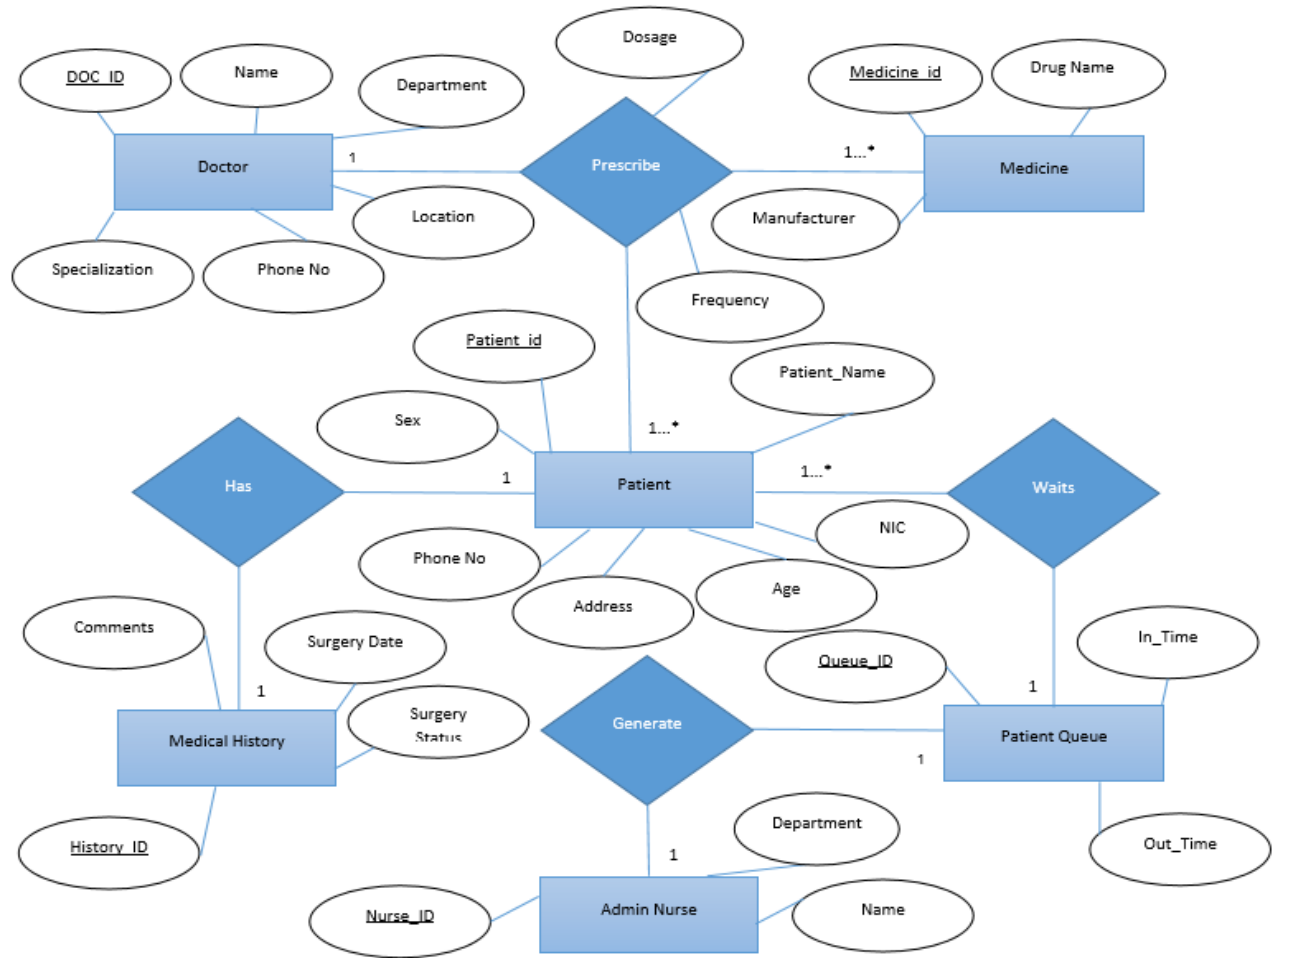 Dosage
DOC_ID
Name
Department
Medicine_id
Drug Name
Doctor
1
Prescribe
1...*
Medicine
Location
Manufacturer
Specialization
Phone No
Frequency
Patient_id
Patient_Name
Sex
1...*
Has
1
Patient
1...*
Waits
NIC
Phone No
Age
Address
Comments
Surgery Date
In_Time
Queue_ID
1
1
Surgery
Status
Generate
Medical History
Patient Queue
1
Department
History_ID
Out_Time
1
Nurse_ID
Admin Nurse
Name